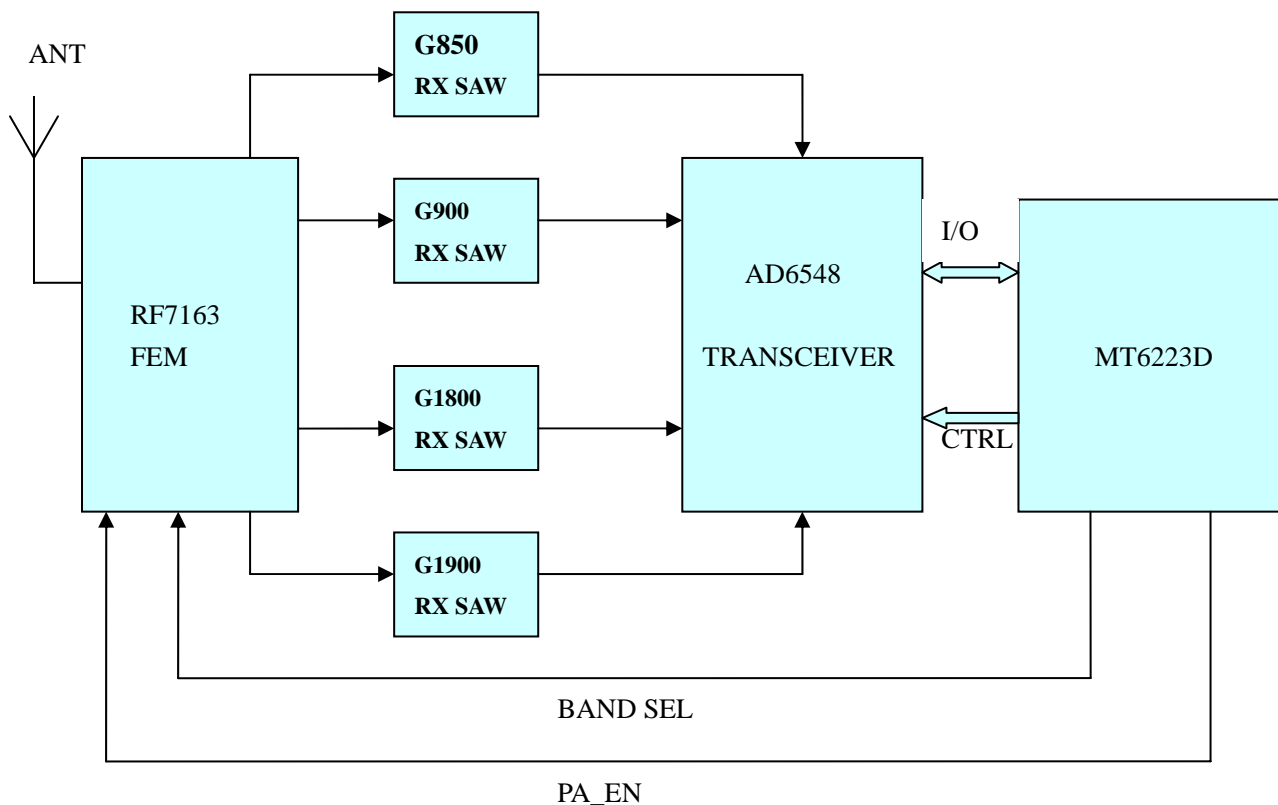 ANT
G850
RX SAW
G900
RX SAW
RF7163
FEM
G1800
RX SAW
G1900
RX SAW
AD6548
TRANSCEIVER
I/O
CTRL
MT6223D
BAND SEL
PA_EN